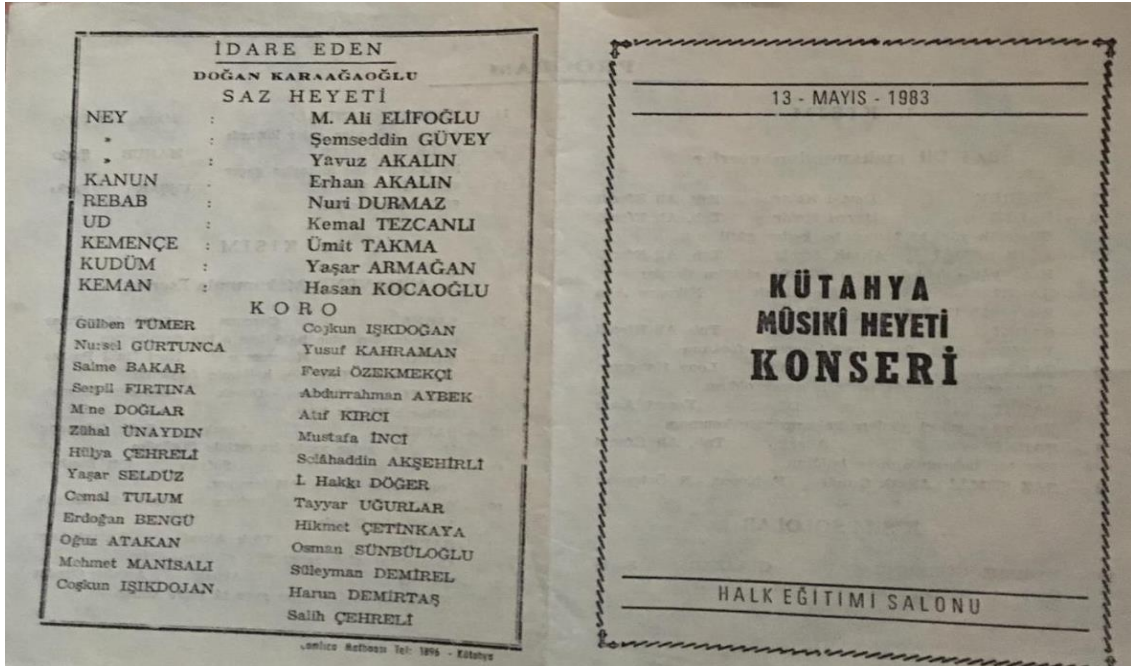 İDARE EDEN
DOĞAN KARAAĞAOĞLU
SAZ HEYETİ
NEY : M. Ali ELİFOĞLU
" : Şemseddin GÜVEY
" : Yavuz AKALIN
KANUN : Erhan AKALIN
REBAB : Nuri DURMAZ
UD : Kemal TEZCANLI
KEMENÇE : Ümit TAKMA
KUDÜM : Yaşar ARMAĞAN
KEMAN : Hasan KOCAOĞLU
KORO
Gülben TÜMER Coşkun IŞKDOĞAN
Nursel GÜRTUNCA Yusuf KAHRAMAN
Saime BAKAR Fevzi ÖZEKMEKÇİ
Serpil FIRTINA Abdurrahman AYBEK
Mine DOĞLAR Atıf KIRCI
Zühal ÜNAYDIN Mustafa İNCİ
Hülya ÇEHRELİ Selâhaddin AKŞEHİRLİ
Yaşar SELDÜZ İ. Hakkı DÖĞER
Cemal TULUM Tayyar UĞURLAR
Erdoğan BENGÜ Hikmet ÇETİNKAYA
Oğuz ATAKAN Osman SÜNBÜLOĞLU
Mehmet MANİSALI Süleyman DEMİREL
Coşkun IŞIKDOJAN Harun DEMİRTAŞ
Salih ÇEHRELİ
Matbaası Tel: 1896 - Kütahya
13 - MAYIS - 1983
KÜTAHYA
MÛSIKÎ HEYETİ
KONSERİ
HALK EĞİTİMİ SALONU